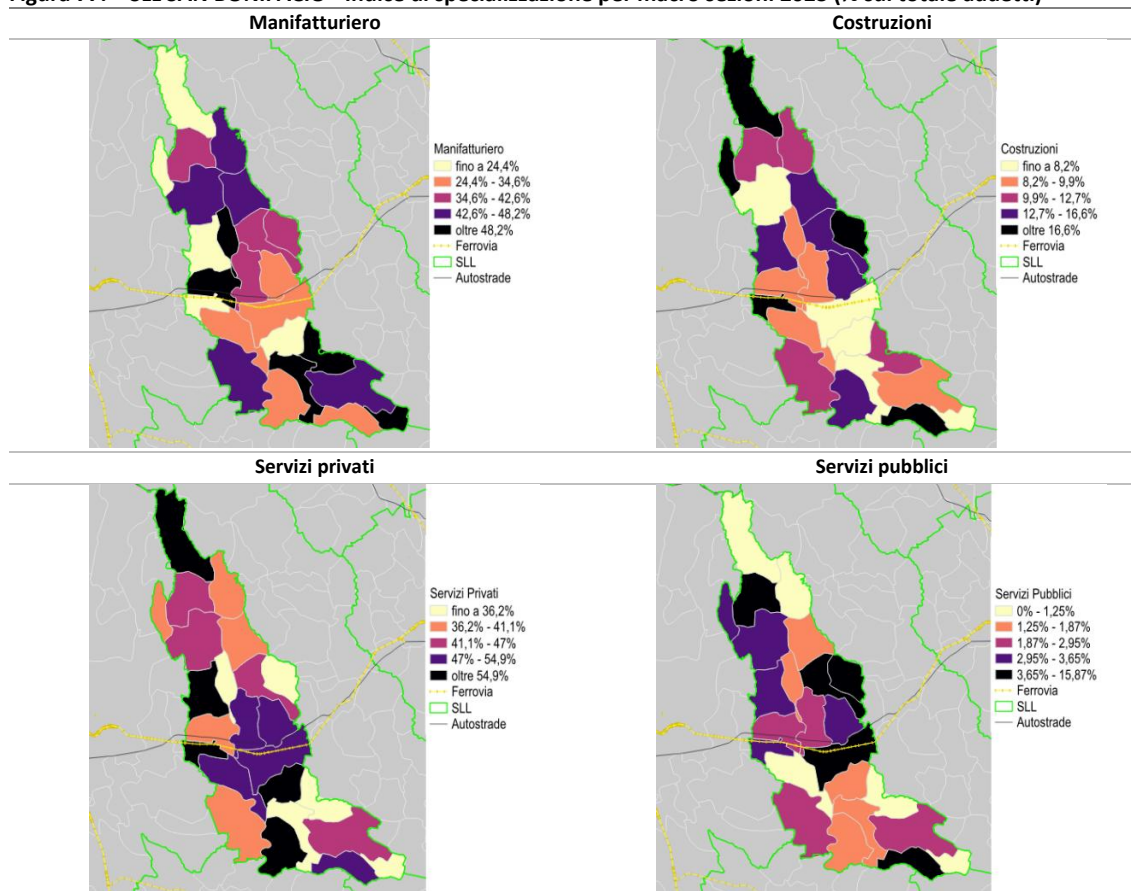 Manifatturiero
Costruzioni
Manifatturiero
fino a 24,4%
24,4% - 34,6%
34,6% - 42,6%
42,6% - 48,2%
oltre 48,2%
Ferrovia
SLL
Autostrade
Costruzioni
fino a 8,2%
8,2% - 9,9%
9,9% - 12,7%
12,7% - 16,6%
oltre 16,6%
Ferrovia
SLL
Autostrade
Servizi privati
Servizi pubblici
Servizi Privati
fino a 36,2%
36,2% - 41,1%
41,1% - 47%
47% - 54,9%
oltre 54,9%
Ferrovia
SLL
Autostrade
Servizi Pubblici
0% - 1,25%
1,25% - 1,87%
1,87% - 2,95%
2,95% - 3,65%
3,65% - 15,87%
Ferrovia
SLL
Autostrade